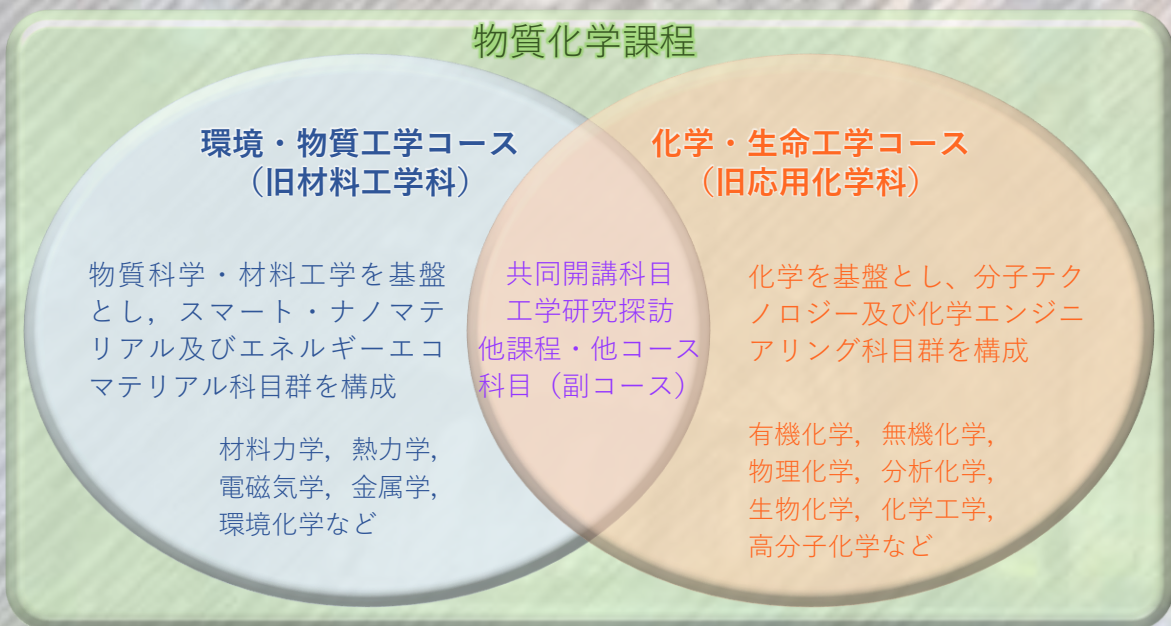 物質化学課程
環境・物質工学コース
（旧材料工学科）
物質科学・材料工学を基盤
とし，スマート・ナノマテ
リアル及びエネルギーエコ
マテリアル科目群を構成
材料力学，熱力学，
電磁気学，金属学，
環境化学など
共同開講科目
工学研究探訪
他課程・他コース
科目（副コース）
化学・生命工学コース
（旧応用化学科）
化学を基盤とし、分子テク
ノロジー及び化学エンジニ
アリング科目群を構成
有機化学，無機化学，
物理化学，分析化学，
生物化学，化学工学，
高分子化学など